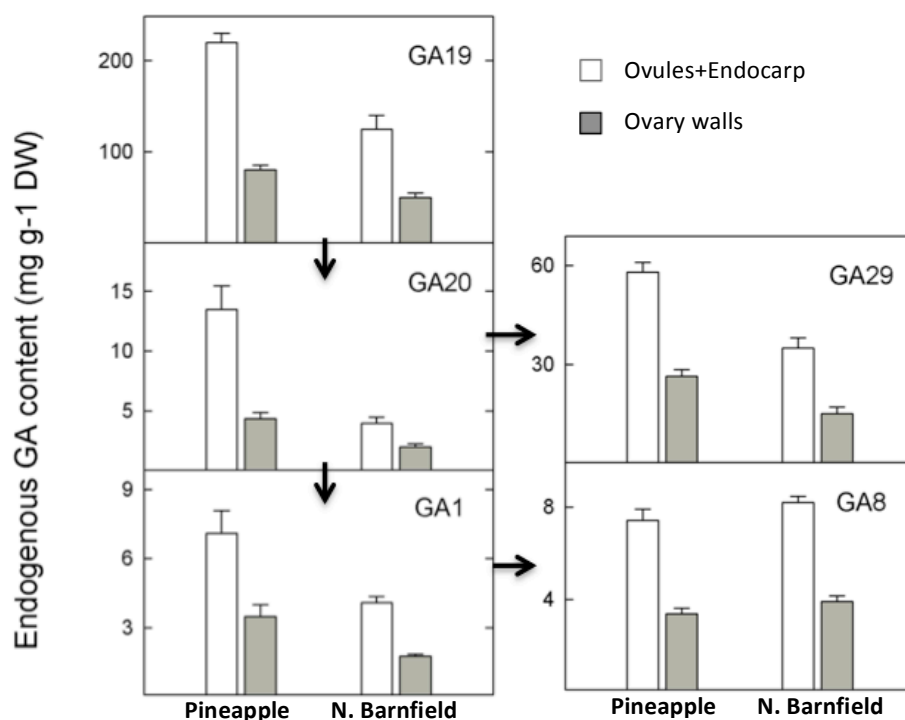 Endogenous GA content (mg g-1 DW)
GA19
200
100
Ovules+Endocarp
Ovary walls
GA20
15
10
5
GA29
60
30
GA1
9
6
3
GA8
8
4
Pineapple N. Barnfield
Pineapple N. Barnfield